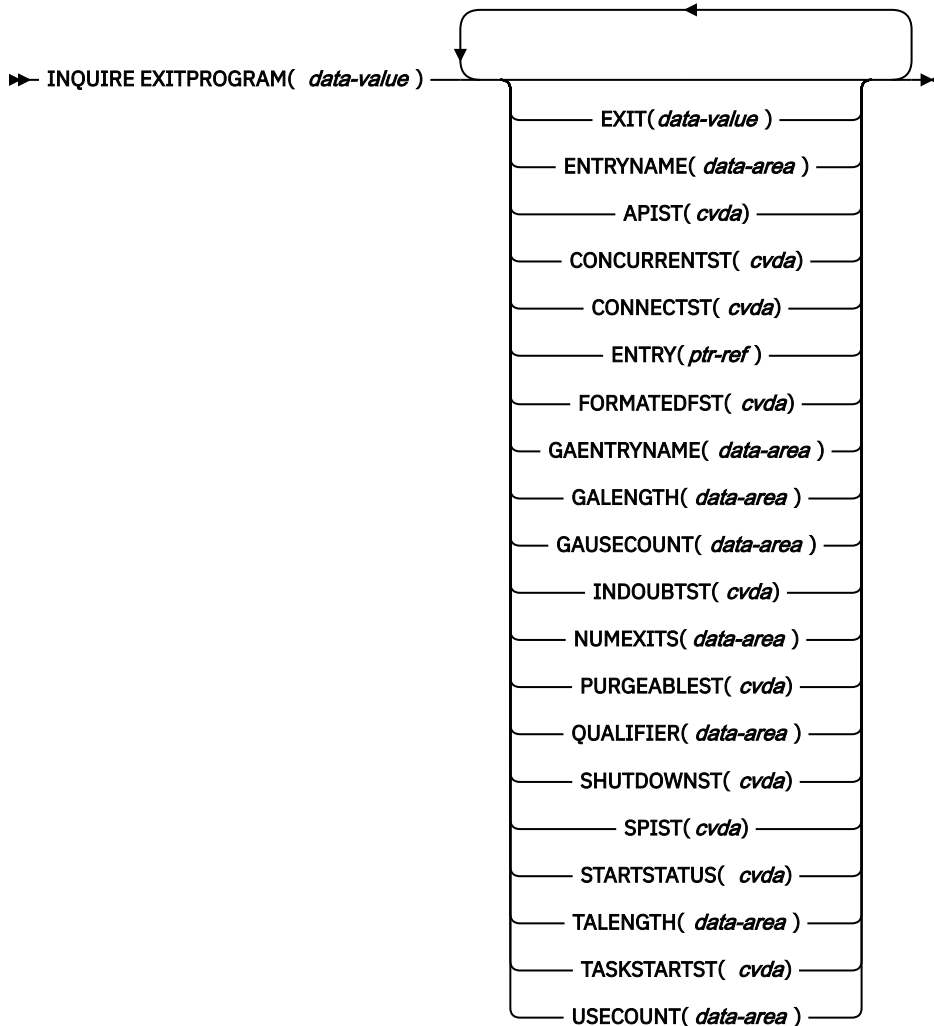 INQUIRE EXITPROGRAM( data-value )
EXIT(data-value )
ENTRYNAME( data-area )
APIST( cvda)
CONCURRENTST( cvda)
CONNECTST( cvda)
ENTRY( ptr-ref )
FORMATEDFST( cvda)
GAENTRYNAME( data-area )
GALENGTH( data-area )
GAUSECOUNT( data-area )
INDOUBTST( cvda)
NUMEXITS( data-area )
PURGEABLEST( cvda)
QUALIFIER( data-area )
SHUTDOWNST( cvda)
SPIST( cvda)
STARTSTATUS( cvda)
TALENGTH( data-area )
TASKSTARTST( cvda)
USECOUNT( data-area )